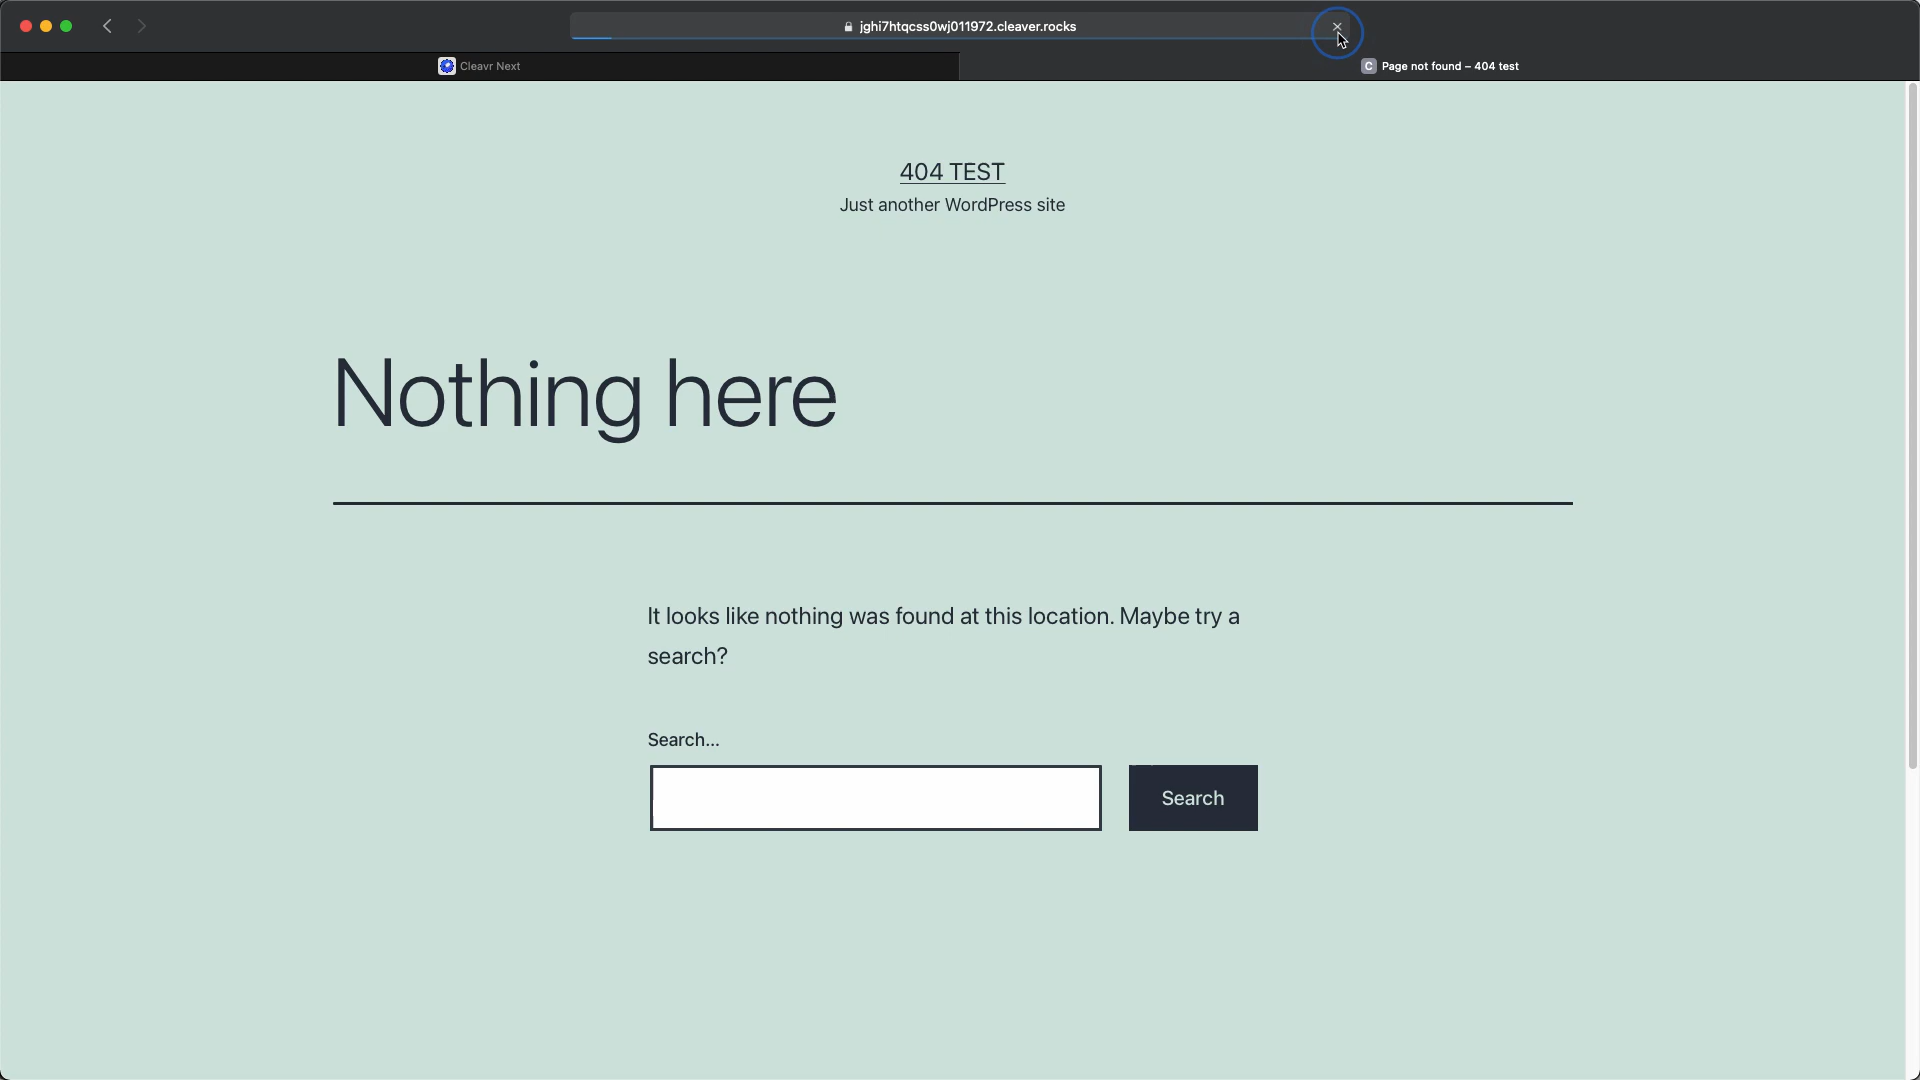 jghi7htqcss0wj011972.cleaver.rocks
Cleavr Next
C Page not found – 404 test
404 TEST
Just another WordPress site
Nothing here
It looks like nothing was found at this location. Maybe try a
search?
Search...
Search